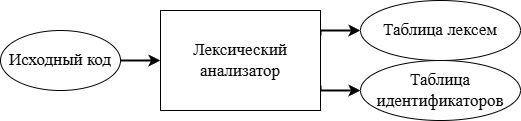 Исходный код
Лексический
анализатор
Таблица лексем
Таблица
идентификаторов